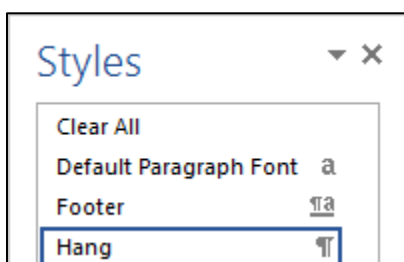 Styles
Clear All
Default Paragraph Font a
Footer ¶a
Hang ¶